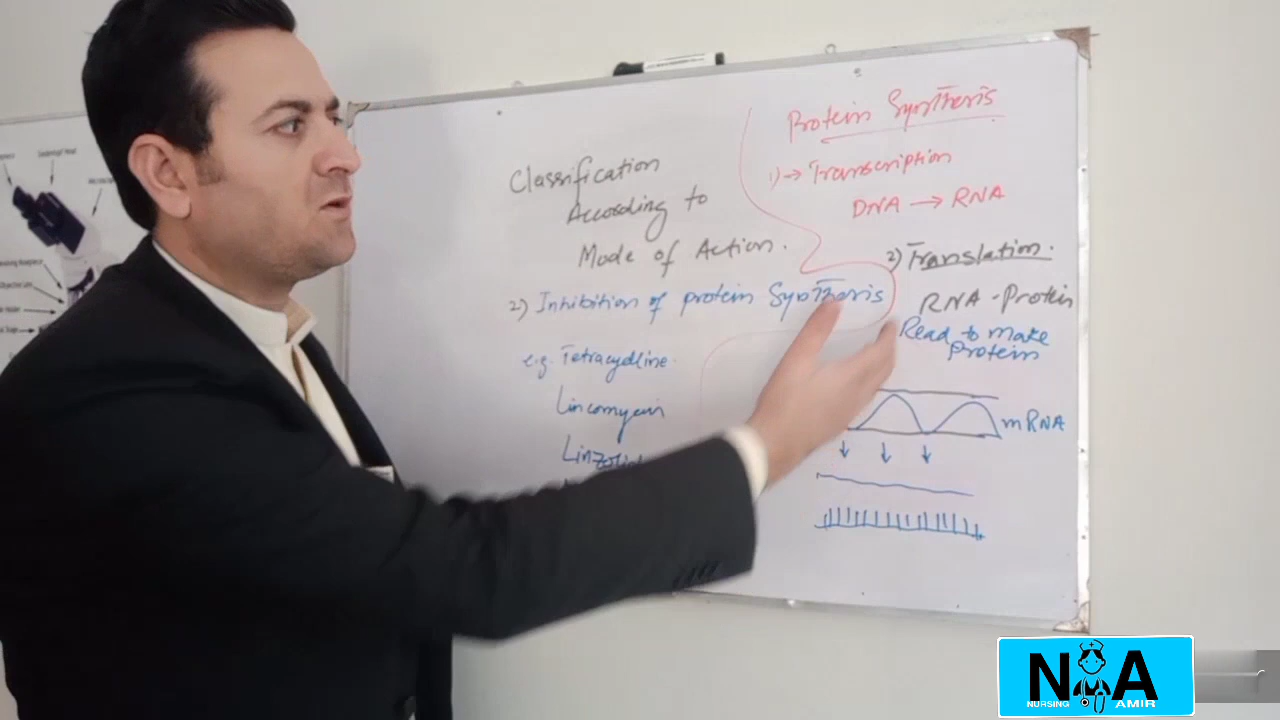 Classification
According to
Mode of Action.
2) Inhibition of protein Synthesis
e.g. Tetracycline.
Lincomycin
Protein Synthesis
1) → Transcription
DNA → RNA
2) Translation.
RNA - Protein
Read to make
Protein
mRNA
NA
NURSING AMIR